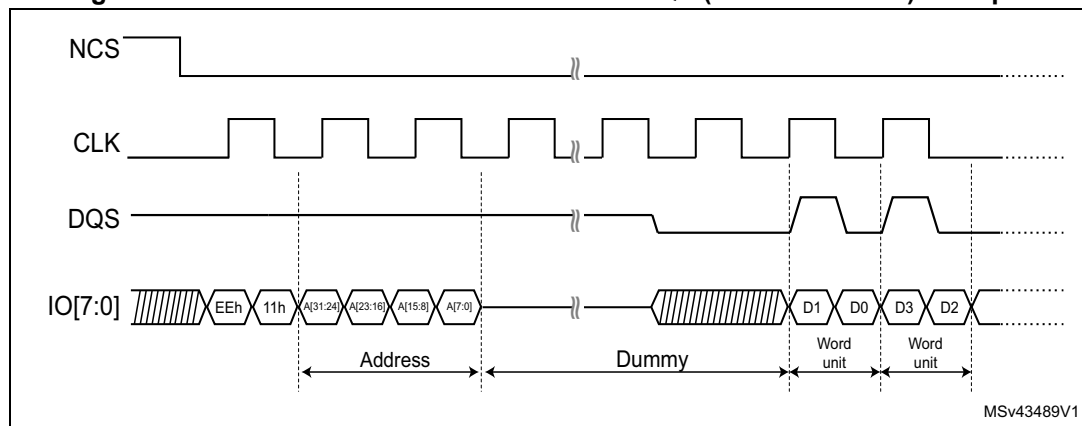 NCS
CLK
DQS
IO[7:0]
EEh 11h A[31:24] A[23:16] A[15:8] A[7:0] D1 D0 D3 D2
Address
Dummy
Word
unit
Word
unit
MSv43489V1